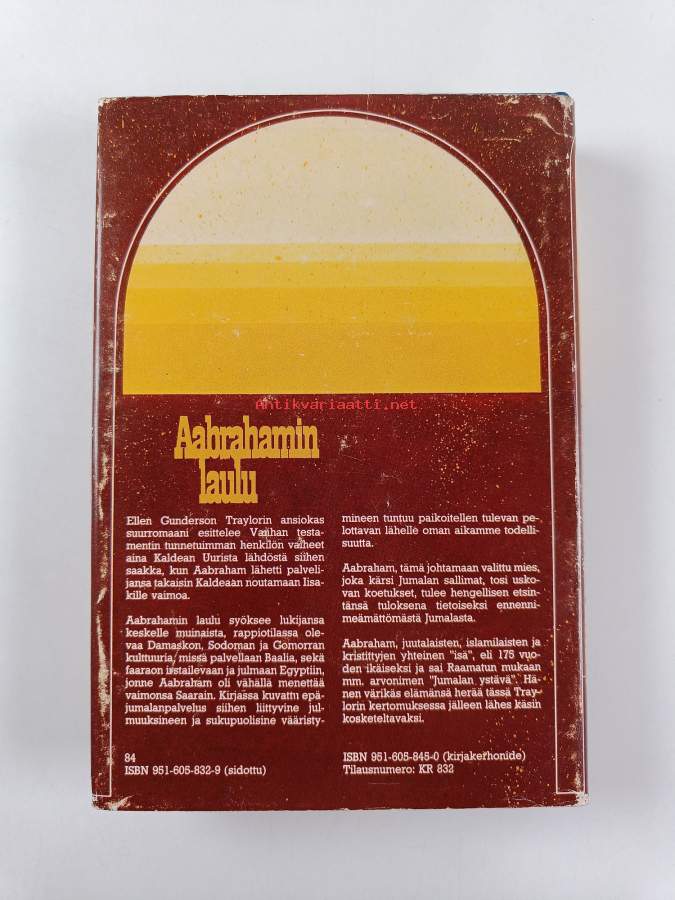 Antikvariaatti.net
Aabrahamin
laulu
Ellen Gunderson Traylorin ansiokas
suurromaani esittelee Vanhan testa-
mentin tunnetuimman henkilön vaiheet
aina Kaldean Uurista lähdöstä siihen
saakka, kun Aabraham lähetti palveli-
jansa takaisin Kaldeaan noutamaan Iisa-
kille vaimoa.
Aabrahamin laulu syöksee lukijansa
keskelle muinaista, rappiotilassa ole-
vaa Damaskon, Sodoman ja Gomorran
kulttuuria, missä palvellaan Baalia, sekä
faaraon irstailevaan ja julmaan Egyptiin,
jonne Aabraham oli vähällä menettää
vaimonsa Saarain. Kirjassa kuvattu epä-
jumalanpalvelus siihen liittyvine jul-
muuksineen ja sukupuolisine vääristy-
mineen tuntuu paikoitellen tulevan pe-
lottavan lähelle oman aikamme todelli-
suutta.
Aabraham, tämä johtamaan valittu mies,
joka kärsi Jumalan sallimat, tosi usko-
van koetukset, tulee hengellisen etsin-
tänsä tuloksena tietoiseksi ennenni-
meämättömästä Jumalasta.
Aabraham, juutalaisten, islamilaisten ja
kristittyjen yhteinen "isä", eli 175 vuo-
den ikäiseksi ja sai Raamatun mukaan
mm. arvonimen "Jumalan ystävä". Hä-
nen värikäs elämänsä herää tässä Tray-
lorin kertomuksessa jälleen lähes käsin
kosketeltavaksi.
84
ISBN 951-605-832-9 (sidottu)
ISBN 951-605-845-0 (kirjakerhonide)
Tilausnumero: KR 832